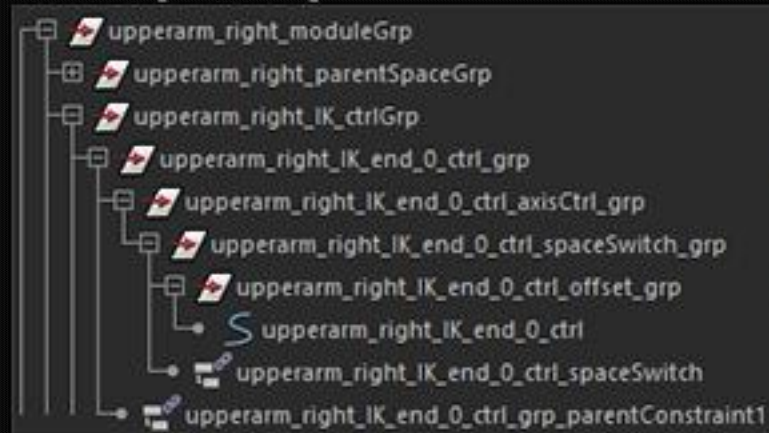 upperarm_right_moduleGrp
upperarm_right_parentSpaceGrp
upperarm_right_IK_ctrlGrp
upperarm_right_IK_end_0_ctrl_grp
upperarm_right_IK_end_0_ctrl_axisCtrl_grp
upperarm_right_IK_end_0_ctrl_spaceSwitch_grp
upperarm_right_IK_end_0_ctrl_offset_grp
upperarm_right_IK_end_0_ctrl
upperarm_right_IK_end_0_ctrl_spaceSwitch
upperarm_right_IK_end_0_ctrl_grp_parentConstraint1